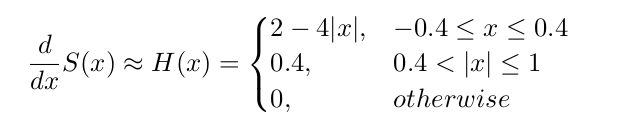 d/dx S(x) ≈ H(x) = { 2 − 4|x|, −0.4 ≤ x ≤ 0.4
0.4, 0.4 < |x| ≤ 1
0, otherwise